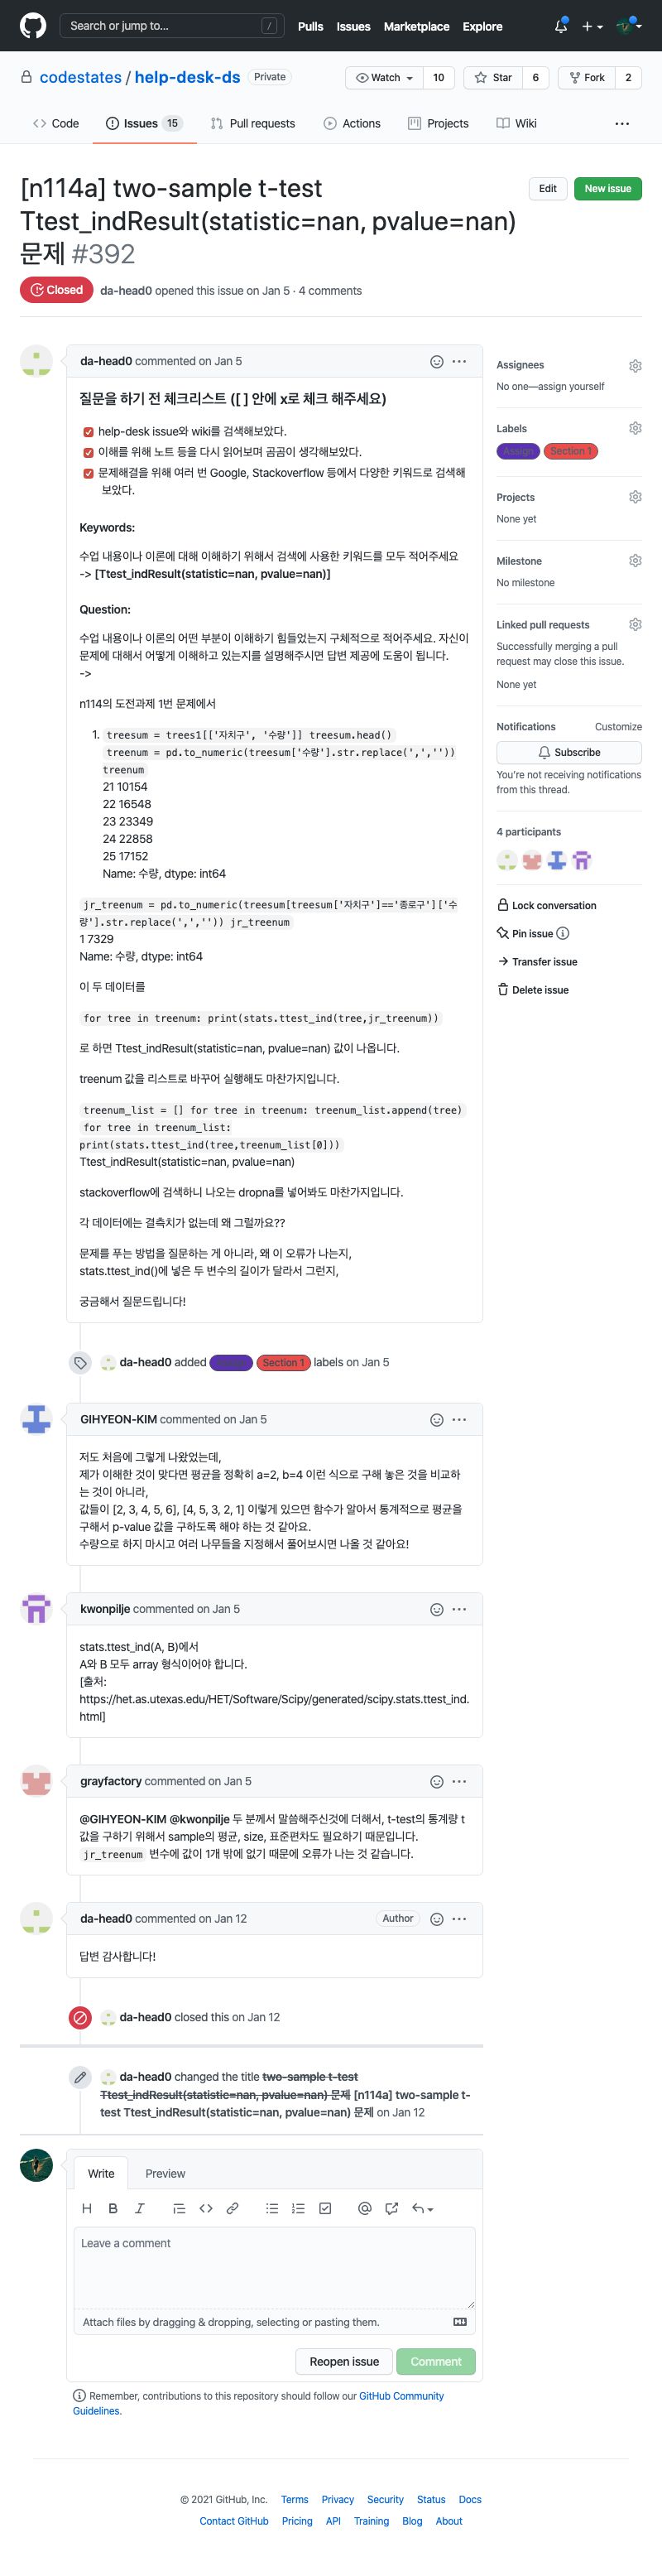 Search or jump to...
/
Pulls Issues Marketplace Explore
codestates / help-desk-ds Private
Watch 10 Star 6 Fork 2
Code Issues 15 Pull requests Actions Projects Wiki
[n114a] two-sample t-test
Ttest_indResult(statistic=nan, pvalue=nan)
문제 #392
Edit New issue
Closed da-head0 opened this issue on Jan 5 · 4 comments
da-head0 commented on Jan 5
질문을 하기 전 체크리스트 ([ ] 안에 x로 체크 해주세요)
help-desk issue와 wiki를 검색해보았다.
이해를 위해 노트 등을 다시 읽어보며 곰곰이 생각해보았다.
문제해결을 위해 여러 번 Google, Stackoverflow 등에서 다양한 키워드로 검색해
보았다.
Keywords:
수업 내용이나 이론에 대해 이해하기 위해서 검색에 사용한 키워드를 모두 적어주세요
-> [Ttest_indResult(statistic=nan, pvalue=nan)]
Question:
수업 내용이나 이론의 어떤 부분이 이해하기 힘들었는지 구체적으로 적어주세요. 자신이
문제에 대해서 어떻게 이해하고 있는지를 설명해주시면 답변 제공에 도움이 됩니다.
->
n114의 도전과제 1번 문제에서
1. treesum = trees1[['자치구', '수량']] treesum.head()
treenum = pd.to_numeric(treesum['수량'].str.replace(',',''))
treenum
21 10154
22 16548
23 23349
24 22858
25 17152
Name: 수량, dtype: int64
jr_treenum = pd.to_numeric(treesum[treesum['자치구']=='종로구']['수
량'].str.replace(',','')) jr_treenum
1 7329
Name: 수량, dtype: int64
이 두 데이터를
for tree in treenum: print(stats.ttest_ind(tree,jr_treenum))
로 하면 Ttest_indResult(statistic=nan, pvalue=nan) 값이 나옵니다.
treenum 값을 리스트로 바꾸어 실행해도 마찬가지입니다.
treenum_list = [] for tree in treenum: treenum_list.append(tree)
for tree in treenum_list:
print(stats.ttest_ind(tree,treenum_list[0]))
Ttest_indResult(statistic=nan, pvalue=nan)
stackoverflow에 검색하니 나오는 dropna를 넣어봐도 마찬가지입니다.
각 데이터에는 결측치가 없는데 왜 그럴까요??
문제를 푸는 방법을 질문하는 게 아니라, 왜 이 오류가 나는지,
stats.ttest_ind()에 넣은 두 변수의 길이가 달라서 그런지,
궁금해서 질문드립니다!
Assignees
No one—assign yourself
Labels
Assign Section 1
Projects
None yet
Milestone
No milestone
Linked pull requests
Successfully merging a pull
request may close this issue.
None yet
Notifications Customize
Subscribe
You're not receiving notifications
from this thread.
4 participants
Lock conversation
Pin issue
Transfer issue
Delete issue
da-head0 added Assign Section 1 labels on Jan 5
GIHYEON-KIM commented on Jan 5
저도 처음에 그렇게 나왔었는데,
제가 이해한 것이 맞다면 평균을 정확히 a=2, b=4 이런 식으로 구해 놓은 것을 비교하
는 것이 아니라,
값들이 [2, 3, 4, 5, 6], [4, 5, 3, 2, 1] 이렇게 있으면 함수가 알아서 통계적으로 평균을
구해서 p-value 값을 구하도록 해야 하는 것 같아요.
수량으로 하지 마시고 여러 나무들을 지정해서 풀어보시면 나올 것 같아요!
kwonpilje commented on Jan 5
stats.ttest_ind(A, B)에서
A와 B 모두 array 형식이어야 합니다.
[출처:
https://het.as.utexas.edu/HET/Software/Scipy/generated/scipy.stats.ttest_ind.
html]
grayfactory commented on Jan 5
@GIHYEON-KIM @kwonpilje 두 분께서 말씀해주신것에 더해서, t-test의 통계량 t
값을 구하기 위해서 sample의 평균, size, 표준편차도 필요하기 때문입니다.
jr_treenum 변수에 값이 1개 밖에 없기 때문에 오류가 나는 것 같습니다.
da-head0 commented on Jan 12 Author
답변 감사합니다!
da-head0 closed this on Jan 12
da-head0 changed the title two-sample t-test
Ttest_indResult(statistic=nan, pvalue=nan) 문제 [n114a] two-sample t-
test Ttest_indResult(statistic=nan, pvalue=nan) 문제 on Jan 12
Write Preview
Leave a comment
Attach files by dragging & dropping, selecting or pasting them.
Reopen issue Comment
Remember, contributions to this repository should follow our GitHub Community
Guidelines.
© 2021 GitHub, Inc. Terms Privacy Security Status Docs
Contact GitHub Pricing API Training Blog About